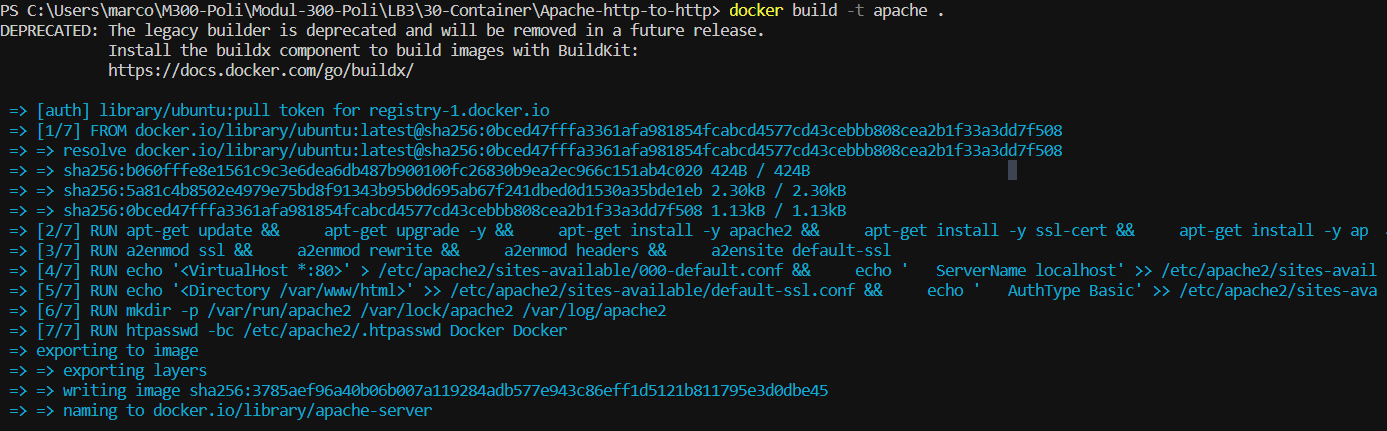 PS C:\Users\marco\M300-Poli\Modul-300-Poli\LB3\30-Container\Apache-http-to-http> docker build -t apache .
DEPRECATED: The legacy builder is deprecated and will be removed in a future release.
Install the buildx component to build images with BuildKit:
https://docs.docker.com/go/buildx/
=> [auth] library/ubuntu:pull token for registry-1.docker.io
=> [1/7] FROM docker.io/library/ubuntu:latest@sha256:0bced47fffa3361afa981854fcabcd4577cd43cebbb808cea2b1f33a3dd7f508
=> => resolve docker.io/library/ubuntu:latest@sha256:0bced47fffa3361afa981854fcabcd4577cd43cebbb808cea2b1f33a3dd7f508
=> => sha256:b060fffe8e1561c9c3e6dea6db487b900100fc26830b9ea2ec966c151ab4c020 424B / 424B
=> => sha256:5a81c4b8502e4979e75bd8f91343b95b0d695ab67f241dbed0d1530a35bde1eb 2.30kB / 2.30kB
=> => sha256:0bced47fffa3361afa981854fcabcd4577cd43cebbb808cea2b1f33a3dd7f508 1.13kB / 1.13kB
=> [2/7] RUN apt-get update &&     apt-get upgrade -y &&     apt-get install -y apache2 &&     apt-get install -y ssl-cert &&     apt-get install -y ap
=> [3/7] RUN a2enmod ssl &&     a2enmod rewrite &&     a2enmod headers &&     a2ensite default-ssl
=> [4/7] RUN echo '<VirtualHost *:80>' > /etc/apache2/sites-available/000-default.conf &&     echo '   ServerName localhost' >> /etc/apache2/sites-avail
=> [5/7] RUN echo '<Directory /var/www/html>' >> /etc/apache2/sites-available/default-ssl.conf &&     echo '   AuthType Basic' >> /etc/apache2/sites-ava
=> [6/7] RUN mkdir -p /var/run/apache2 /var/lock/apache2 /var/log/apache2
=> [7/7] RUN htpasswd -bc /etc/apache2/.htpasswd Docker Docker
=> exporting to image
=> => exporting layers
=> => writing image sha256:3785aef96a40b06b007a119284adb577e943c86eff1d5121b811795e3d0dbe45
=> => naming to docker.io/library/apache-server